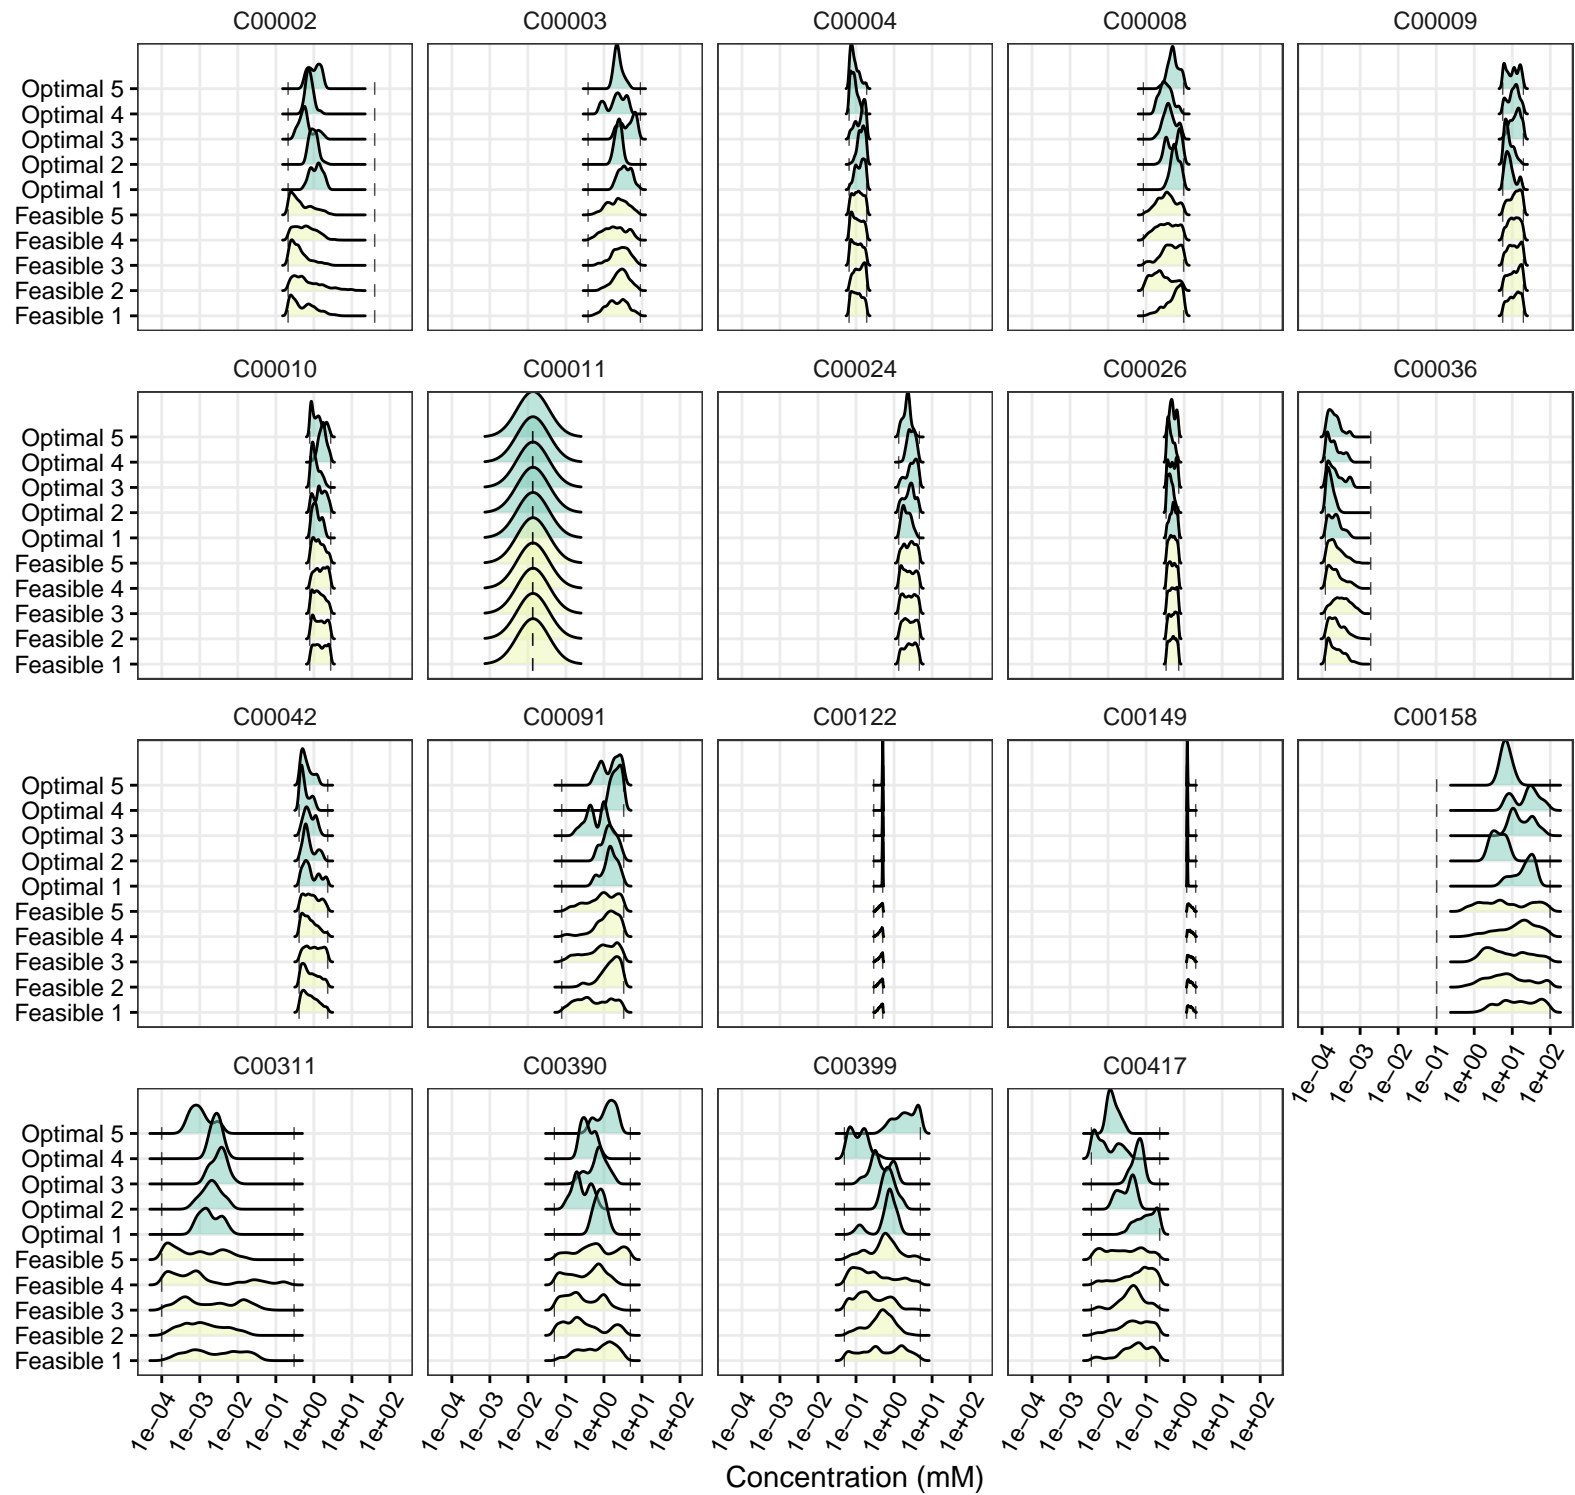 C00002 C00003 C00004 C00008 C00009
Optimal 5
Optimal 4
Optimal 3
Optimal 2
Optimal 1
Feasible 5
Feasible 4
Feasible 3
Feasible 2
Feasible 1
C00010 C00011 C00024 C00026 C00036
Optimal 5
Optimal 4
Optimal 3
Optimal 2
Optimal 1
Feasible 5
Feasible 4
Feasible 3
Feasible 2
Feasible 1
C00042 C00091 C00122 C00149 C00158
Optimal 5
Optimal 4
Optimal 3
Optimal 2
Optimal 1
Feasible 5
Feasible 4
Feasible 3
Feasible 2
Feasible 1
1e−04 1e−03 1e−02 1e−01 1e+00 1e+01 1e+02
C00311 C00390 C00399 C00417
Optimal 5
Optimal 4
Optimal 3
Optimal 2
Optimal 1
Feasible 5
Feasible 4
Feasible 3
Feasible 2
Feasible 1
1e−04 1e−03 1e−02 1e−01 1e+00 1e+01 1e+02 1e−04 1e−03 1e−02 1e−01 1e+00 1e+01 1e+02 1e−04 1e−03 1e−02 1e−01 1e+00 1e+01 1e+02 1e−04 1e−03 1e−02 1e−01 1e+00 1e+01 1e+02
Concentration (mM)